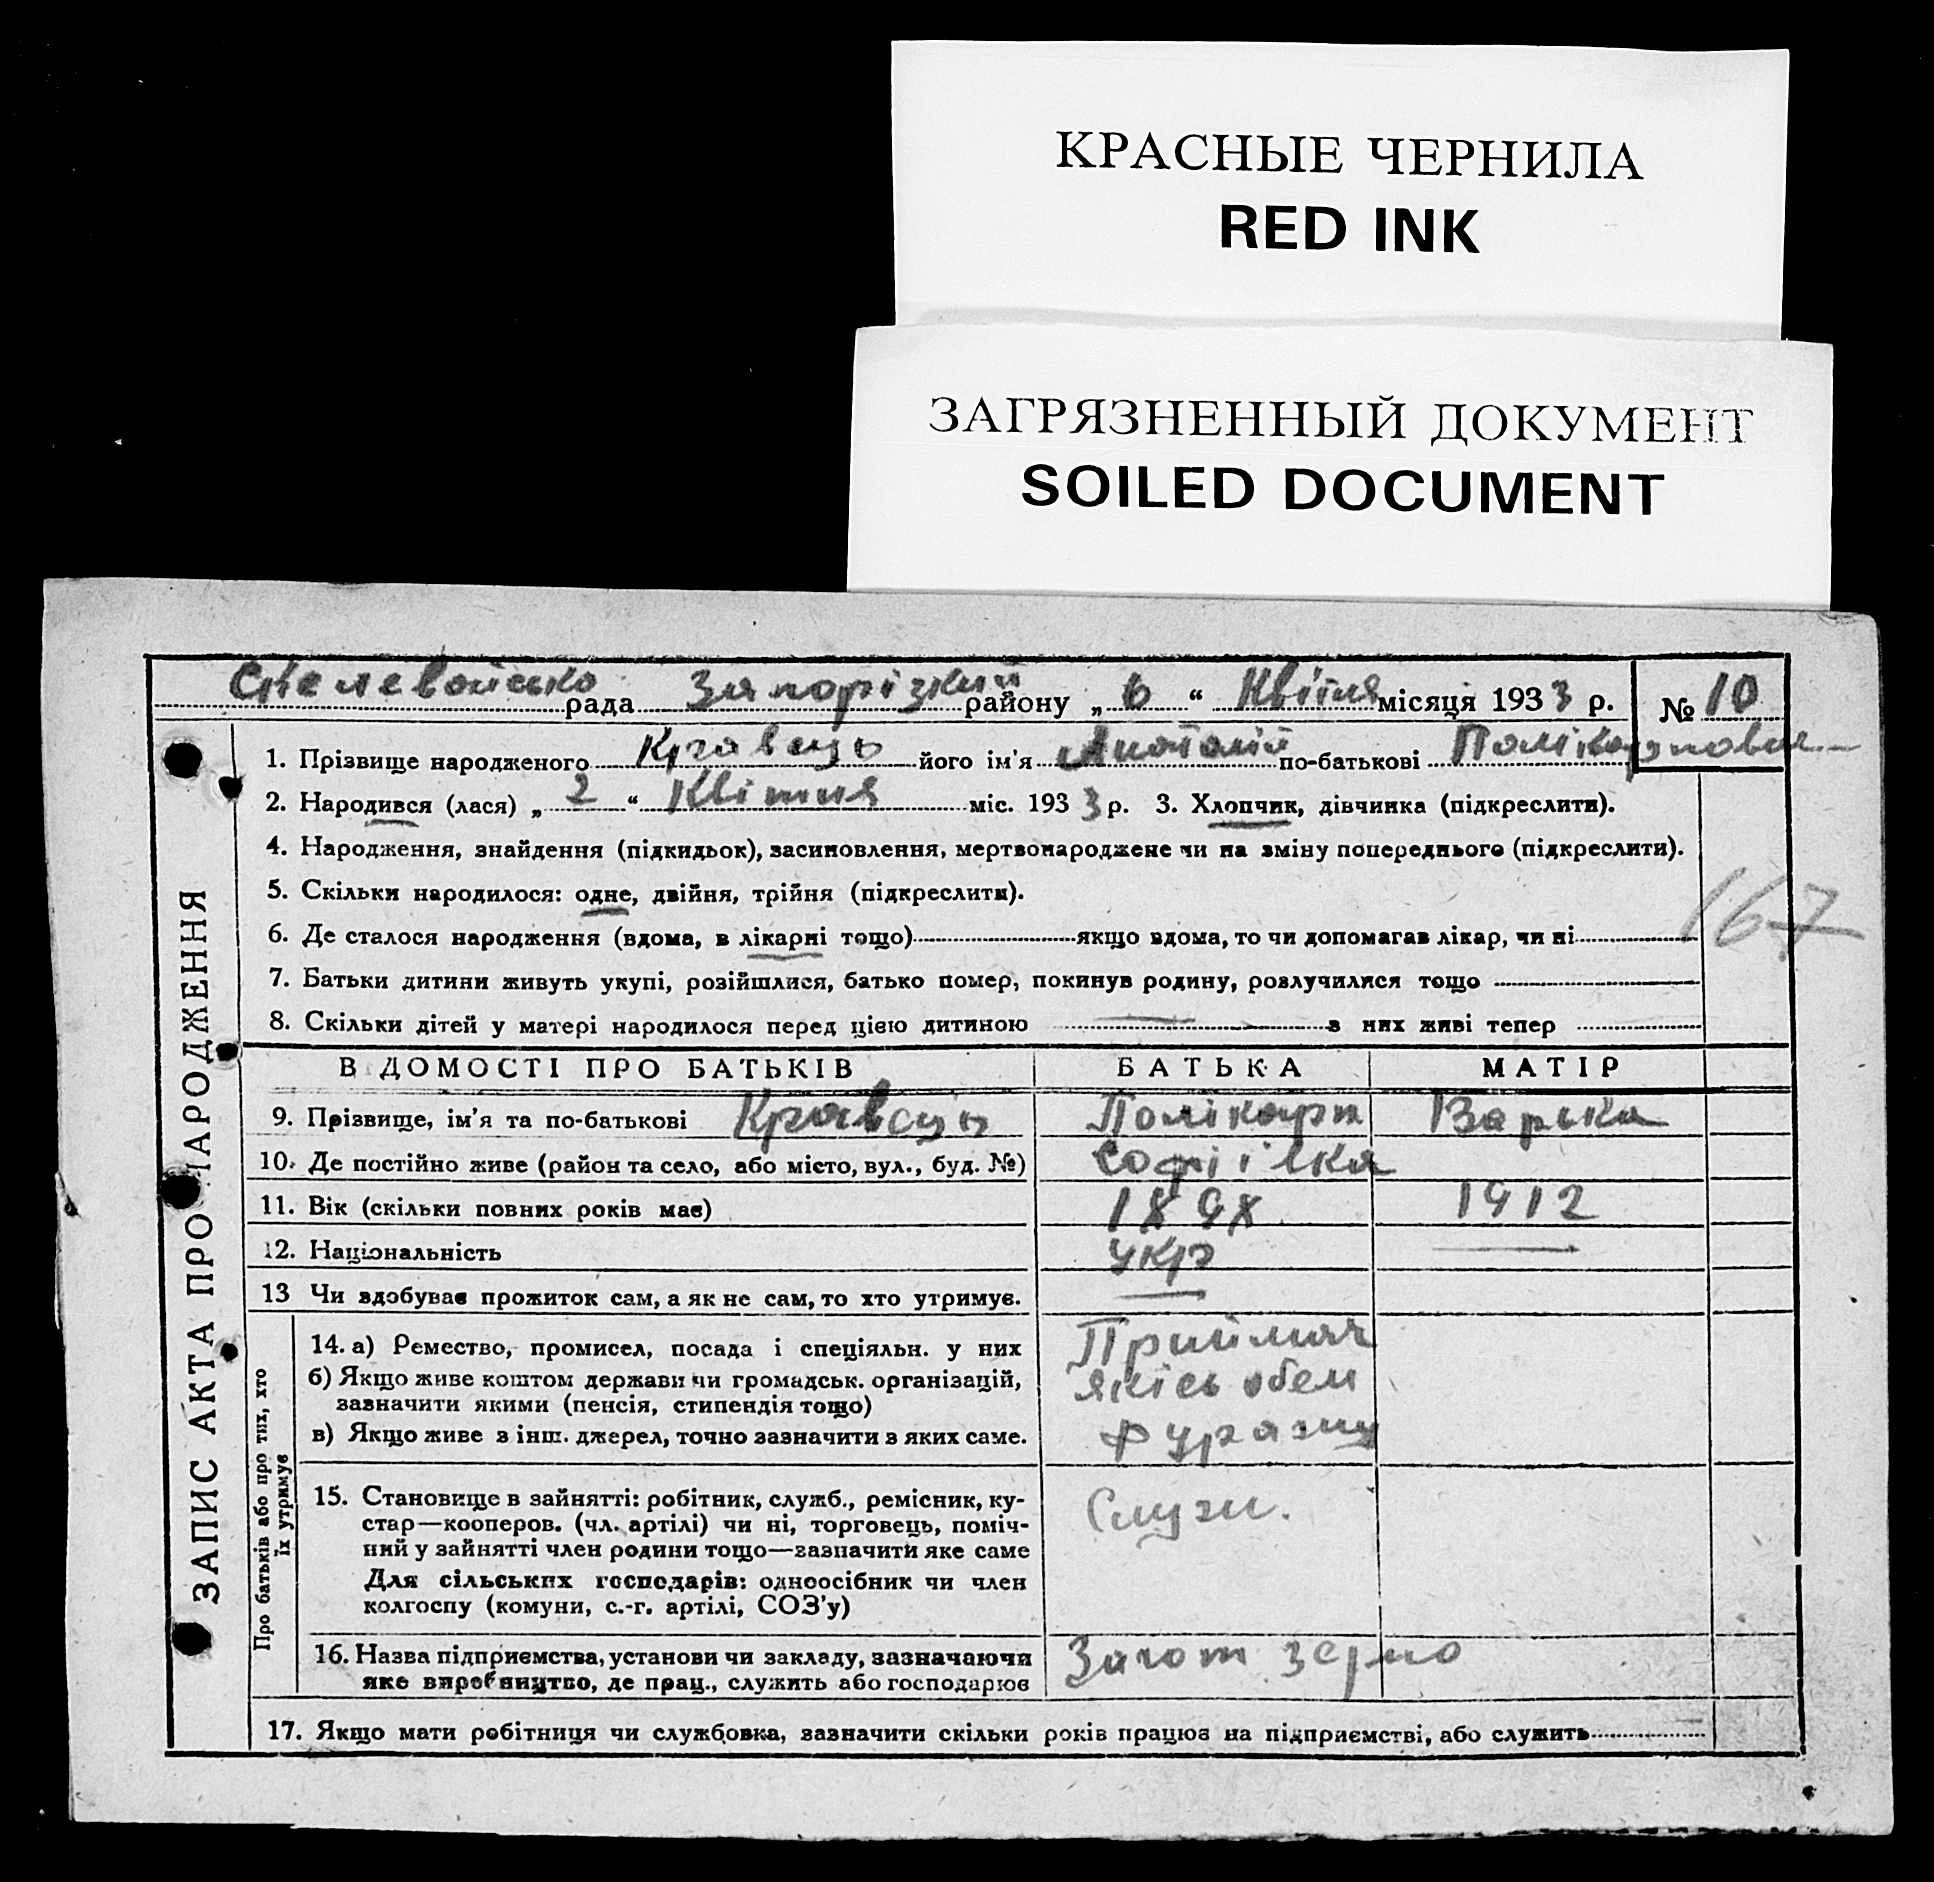 КРАСНЫЕ ЧЕРНИЛА
RED INK
ЗАГРЯЗНЕННЫЙ ДОКУМЕНТ
SOILED DOCUMENT
рада Запорізкий району „ 6 “ Квітня місяця 1933 р. № 10
1. Прізвище народженого Кравець його ім'я Анатолій по-батькові Полікарпович
2. Народився (лася) „ 2 “ Квітня міс. 1933 р. 3. Хлопчик, дівчинка (підкреслити).
4. Народження, знайдення (підкидьок), засиновлення, мертвонароджене чи на зміну попереднього (підкреслити).
5. Скільки народилося: одне, двійня, трійня (підкреслити).
167
6. Де сталося народження (вдома, в лікарні тощо) якщо вдома, то чи допомагав лікар, чи ні
7. Батьки дитини живуть укупі, розійшлися, батько помер, покинув родину, розлучилися тощо
8. Скільки дітей у матері народилося перед цією дитиною — з них живі тепер
ЗАПИС АКТА ПРО НАРОДЖЕННЯ
В ДОМОСТІ ПРО БАТЬКІВ БАТЬКА МАТІР
9. Прізвище, ім'я та по-батькові Кравець Полікарп Варька
10. Де постійно живе (район та село, або місто, вул., буд. №) Софіівка
11. Вік (скільки повних років має) 1898 1912
12. Національність укр —
13 Чи здобував прожиток сам, а як не сам, то хто утримує. —
Про батьків або про тих, хто
їх утримує
14. а) Ремество, промисел, посада і спеціяльн. у них Приймач
б) Якщо живе коштом держави чи громадськ. організацій, якісь
зазначити якими (пенсія, стипендія тощо)
в) Якщо живе з інш. джерел, точно зазначити з яких саме. фуражу
15. Становище в зайнятті: робітник, служб., ремісник, ку- Служ.
стар—кооперов. (чл. артілі) чи ні, торговець, поміч-
ний у зайнятті член родини тощо—зазначити яке саме
Для сільських господарів: одноосібник чи член
колгоспу (комуни, с.-г. артілі, СОЗ'у)
16. Назва підприємства, установи чи закладу, зазначаючи Загот зерно
яке виробництво, де прац., служить або господарює
17. Якщо мати робітниця чи службовка, зазначити скільки років працює на підприємстві, або служить